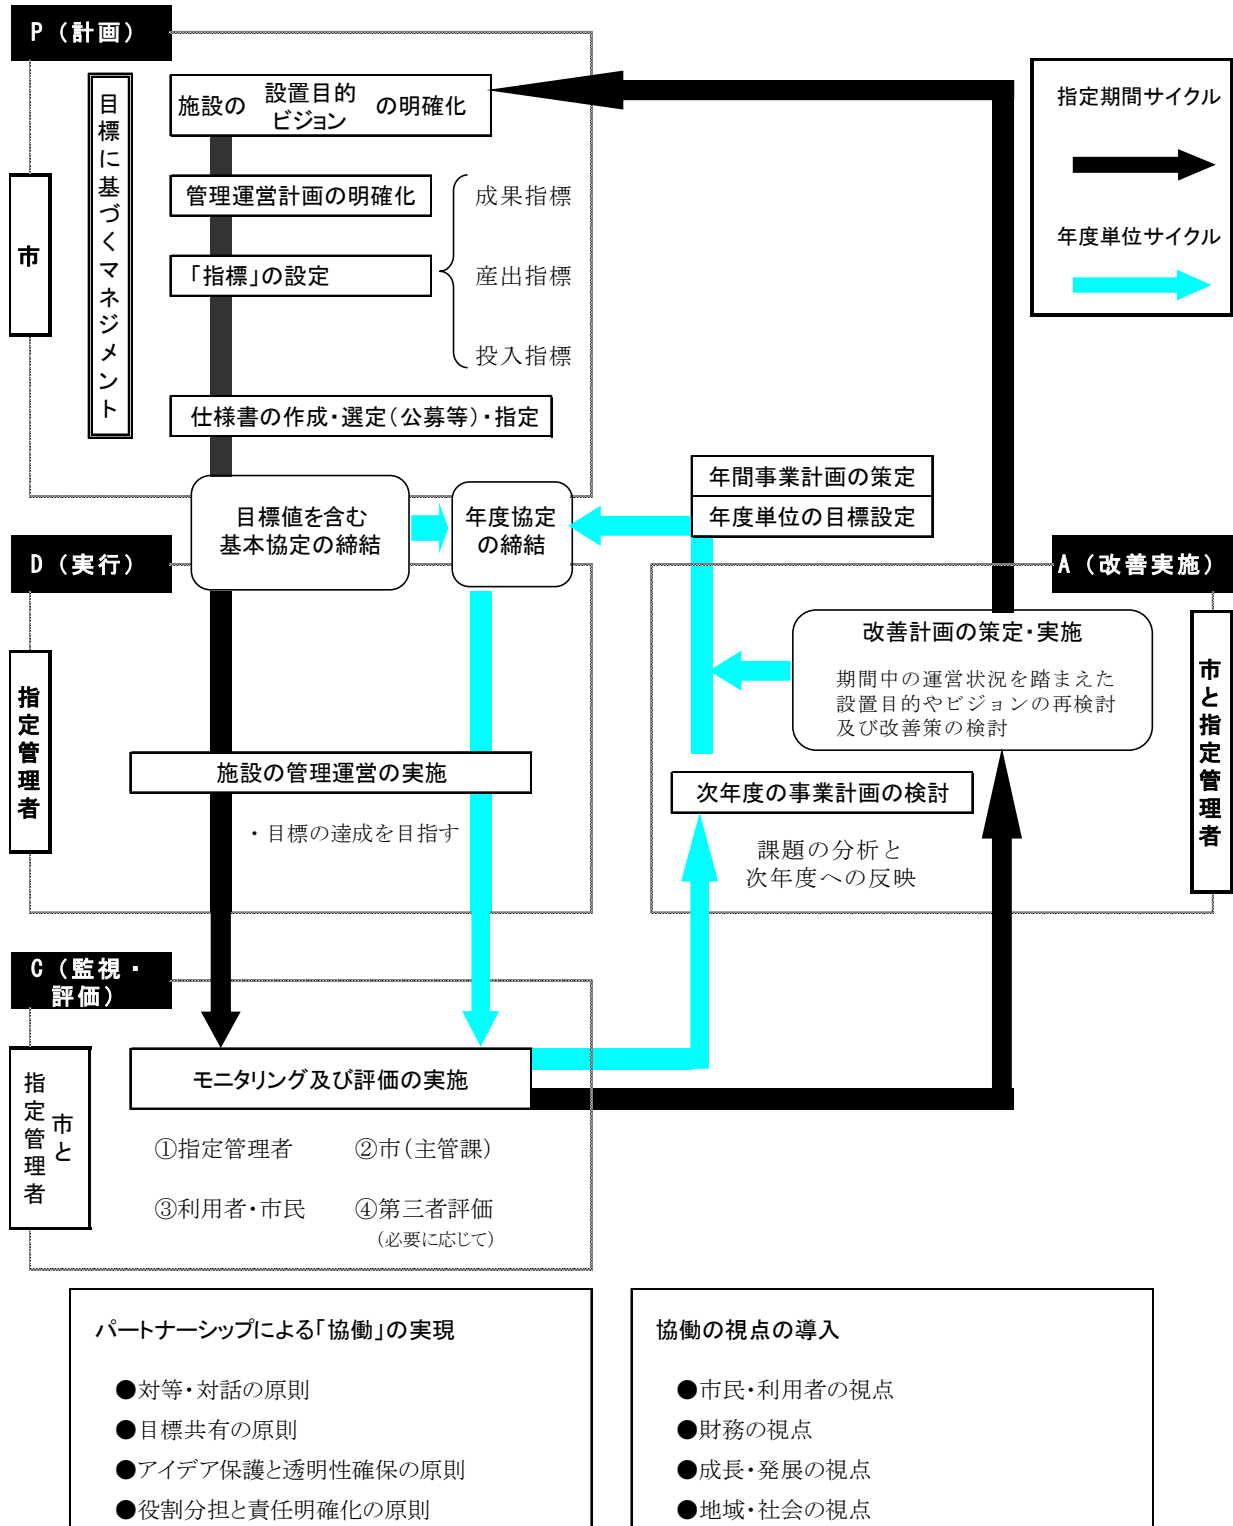 P（計画）
目標に基づくマネジメント
市
施設の 設置目的 の明確化
ビジョン
管理運営計画の明確化
「指標」の設定
成果指標
産出指標
投入指標
仕様書の作成・選定（公募等）・指定
指定期間サイクル
年度単位サイクル
目標値を含む
基本協定の締結
年度協定
の締結
年間事業計画の策定
年度単位の目標設定
D（実行）
指定管理者
施設の管理運営の実施
・目標の達成を目指す
A（改善実施）
市と指定管理者
改善計画の策定・実施
期間中の運営状況を踏まえた
設置目的やビジョンの再検討
及び改善策の検討
次年度の事業計画の検討
課題の分析と
次年度への反映
C（監視・
評価）
市と
指定管理者
モニタリング及び評価の実施
①指定管理者 ②市（主管課）
③利用者・市民 ④第三者評価
（必要に応じて）
パートナーシップによる「協働」の実現
●対等・対話の原則
●目標共有の原則
●アイデア保護と透明性確保の原則
●役割分担と責任明確化の原則
協働の視点の導入
●市民・利用者の視点
●財務の視点
●成長・発展の視点
●地域・社会の視点